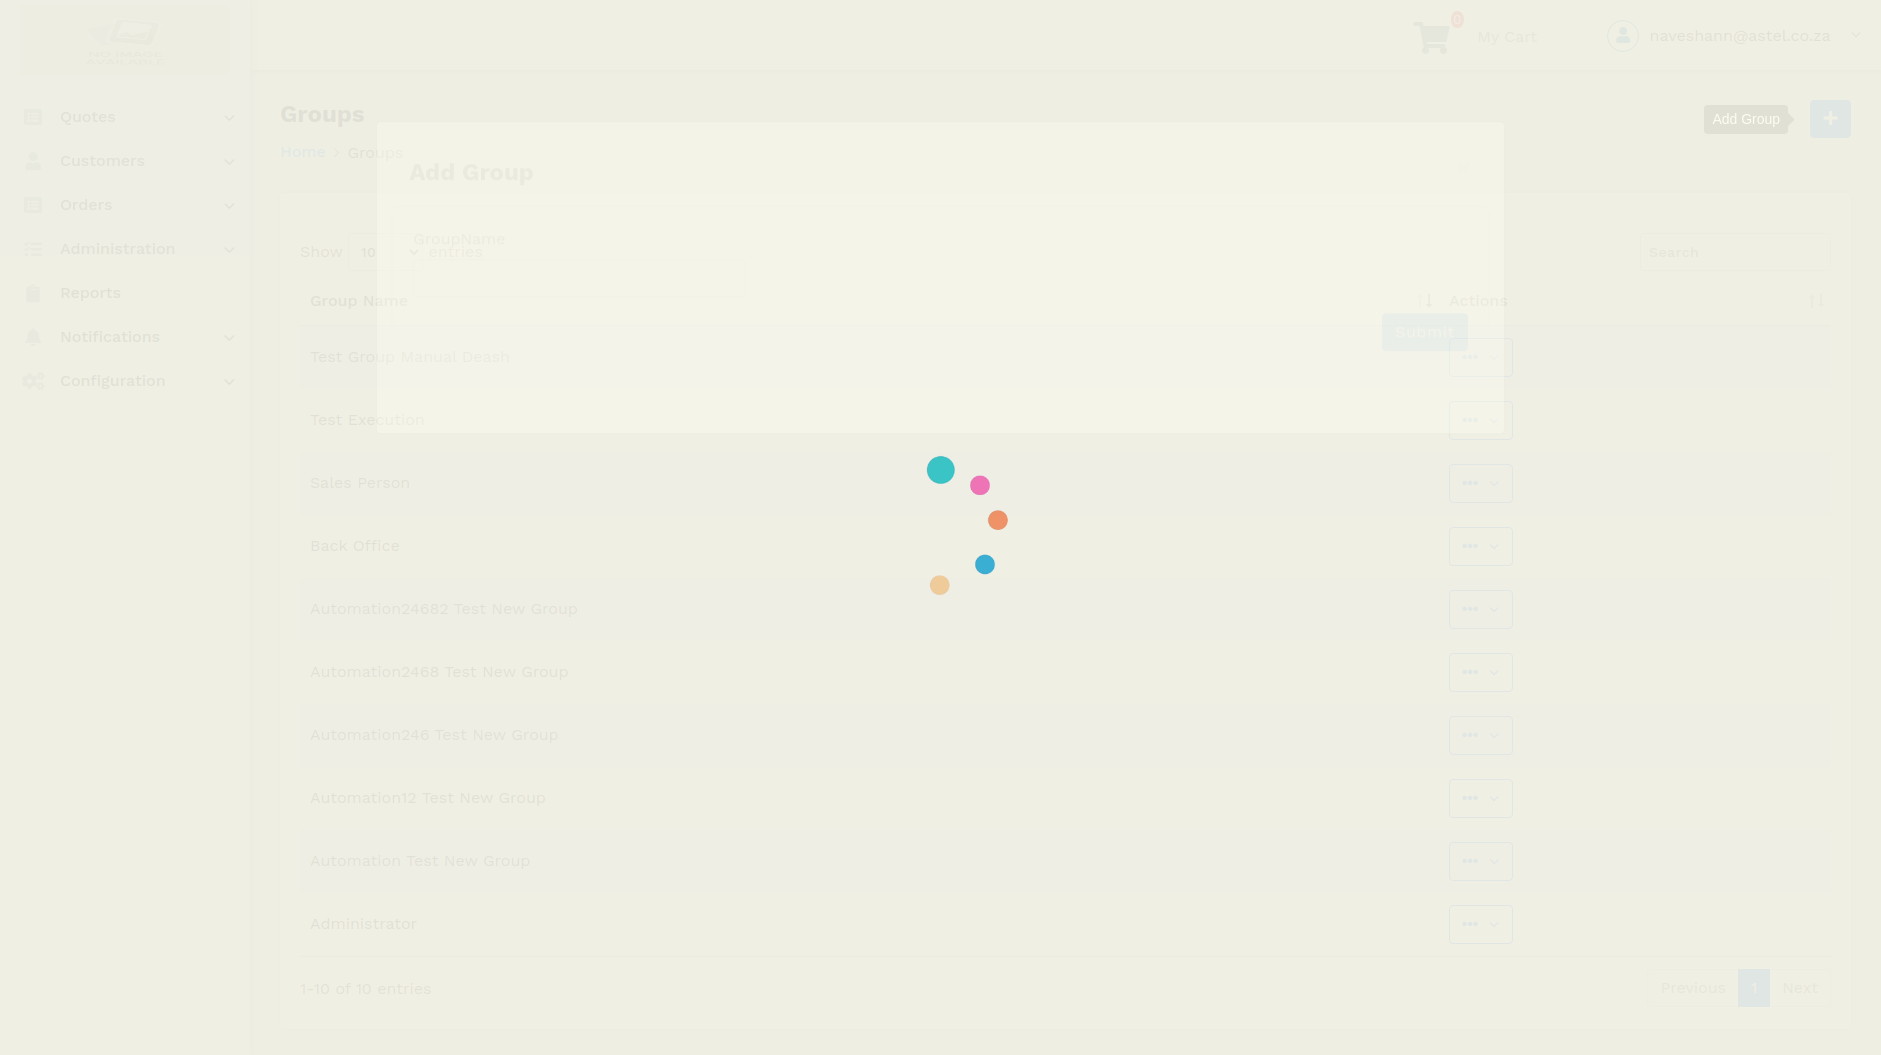 0
My Cart
naveshann@astel.co.za
Quotes
Customers
Orders
Administration
Reports
Notifications
Configuration
Groups
Add Group
Home
Groups
Add Group
GroupName
Show 10 entries
Search
Group Name
Actions
Submit
Test Group Manual Deash
Test Execution
Sales Person
Back Office
Automation24682 Test New Group
Automation2468 Test New Group
Automation246 Test New Group
Automation12 Test New Group
Automation Test New Group
Administrator
1-10 of 10 entries
Previous 1 Next